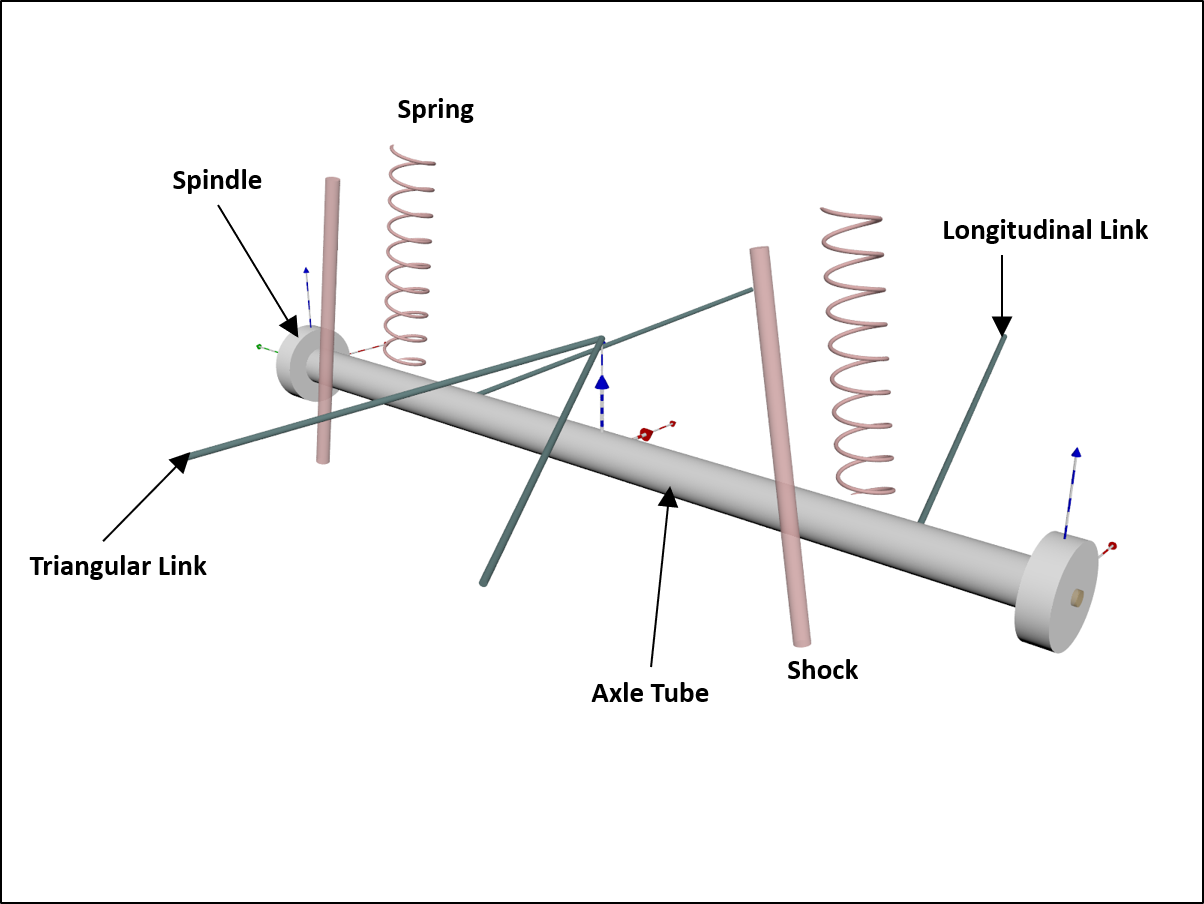 Spring
Spindle
Longitudinal Link
Triangular Link
Shock
Axle Tube